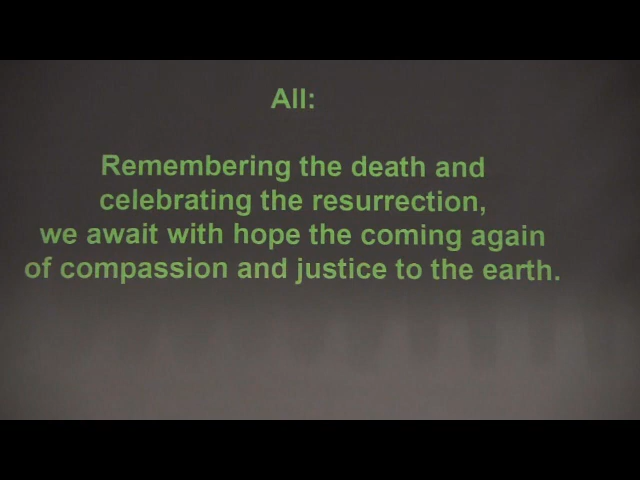 All:
Remembering the death and
celebrating the resurrection,
we await with hope the coming again
of compassion and justice to the earth.